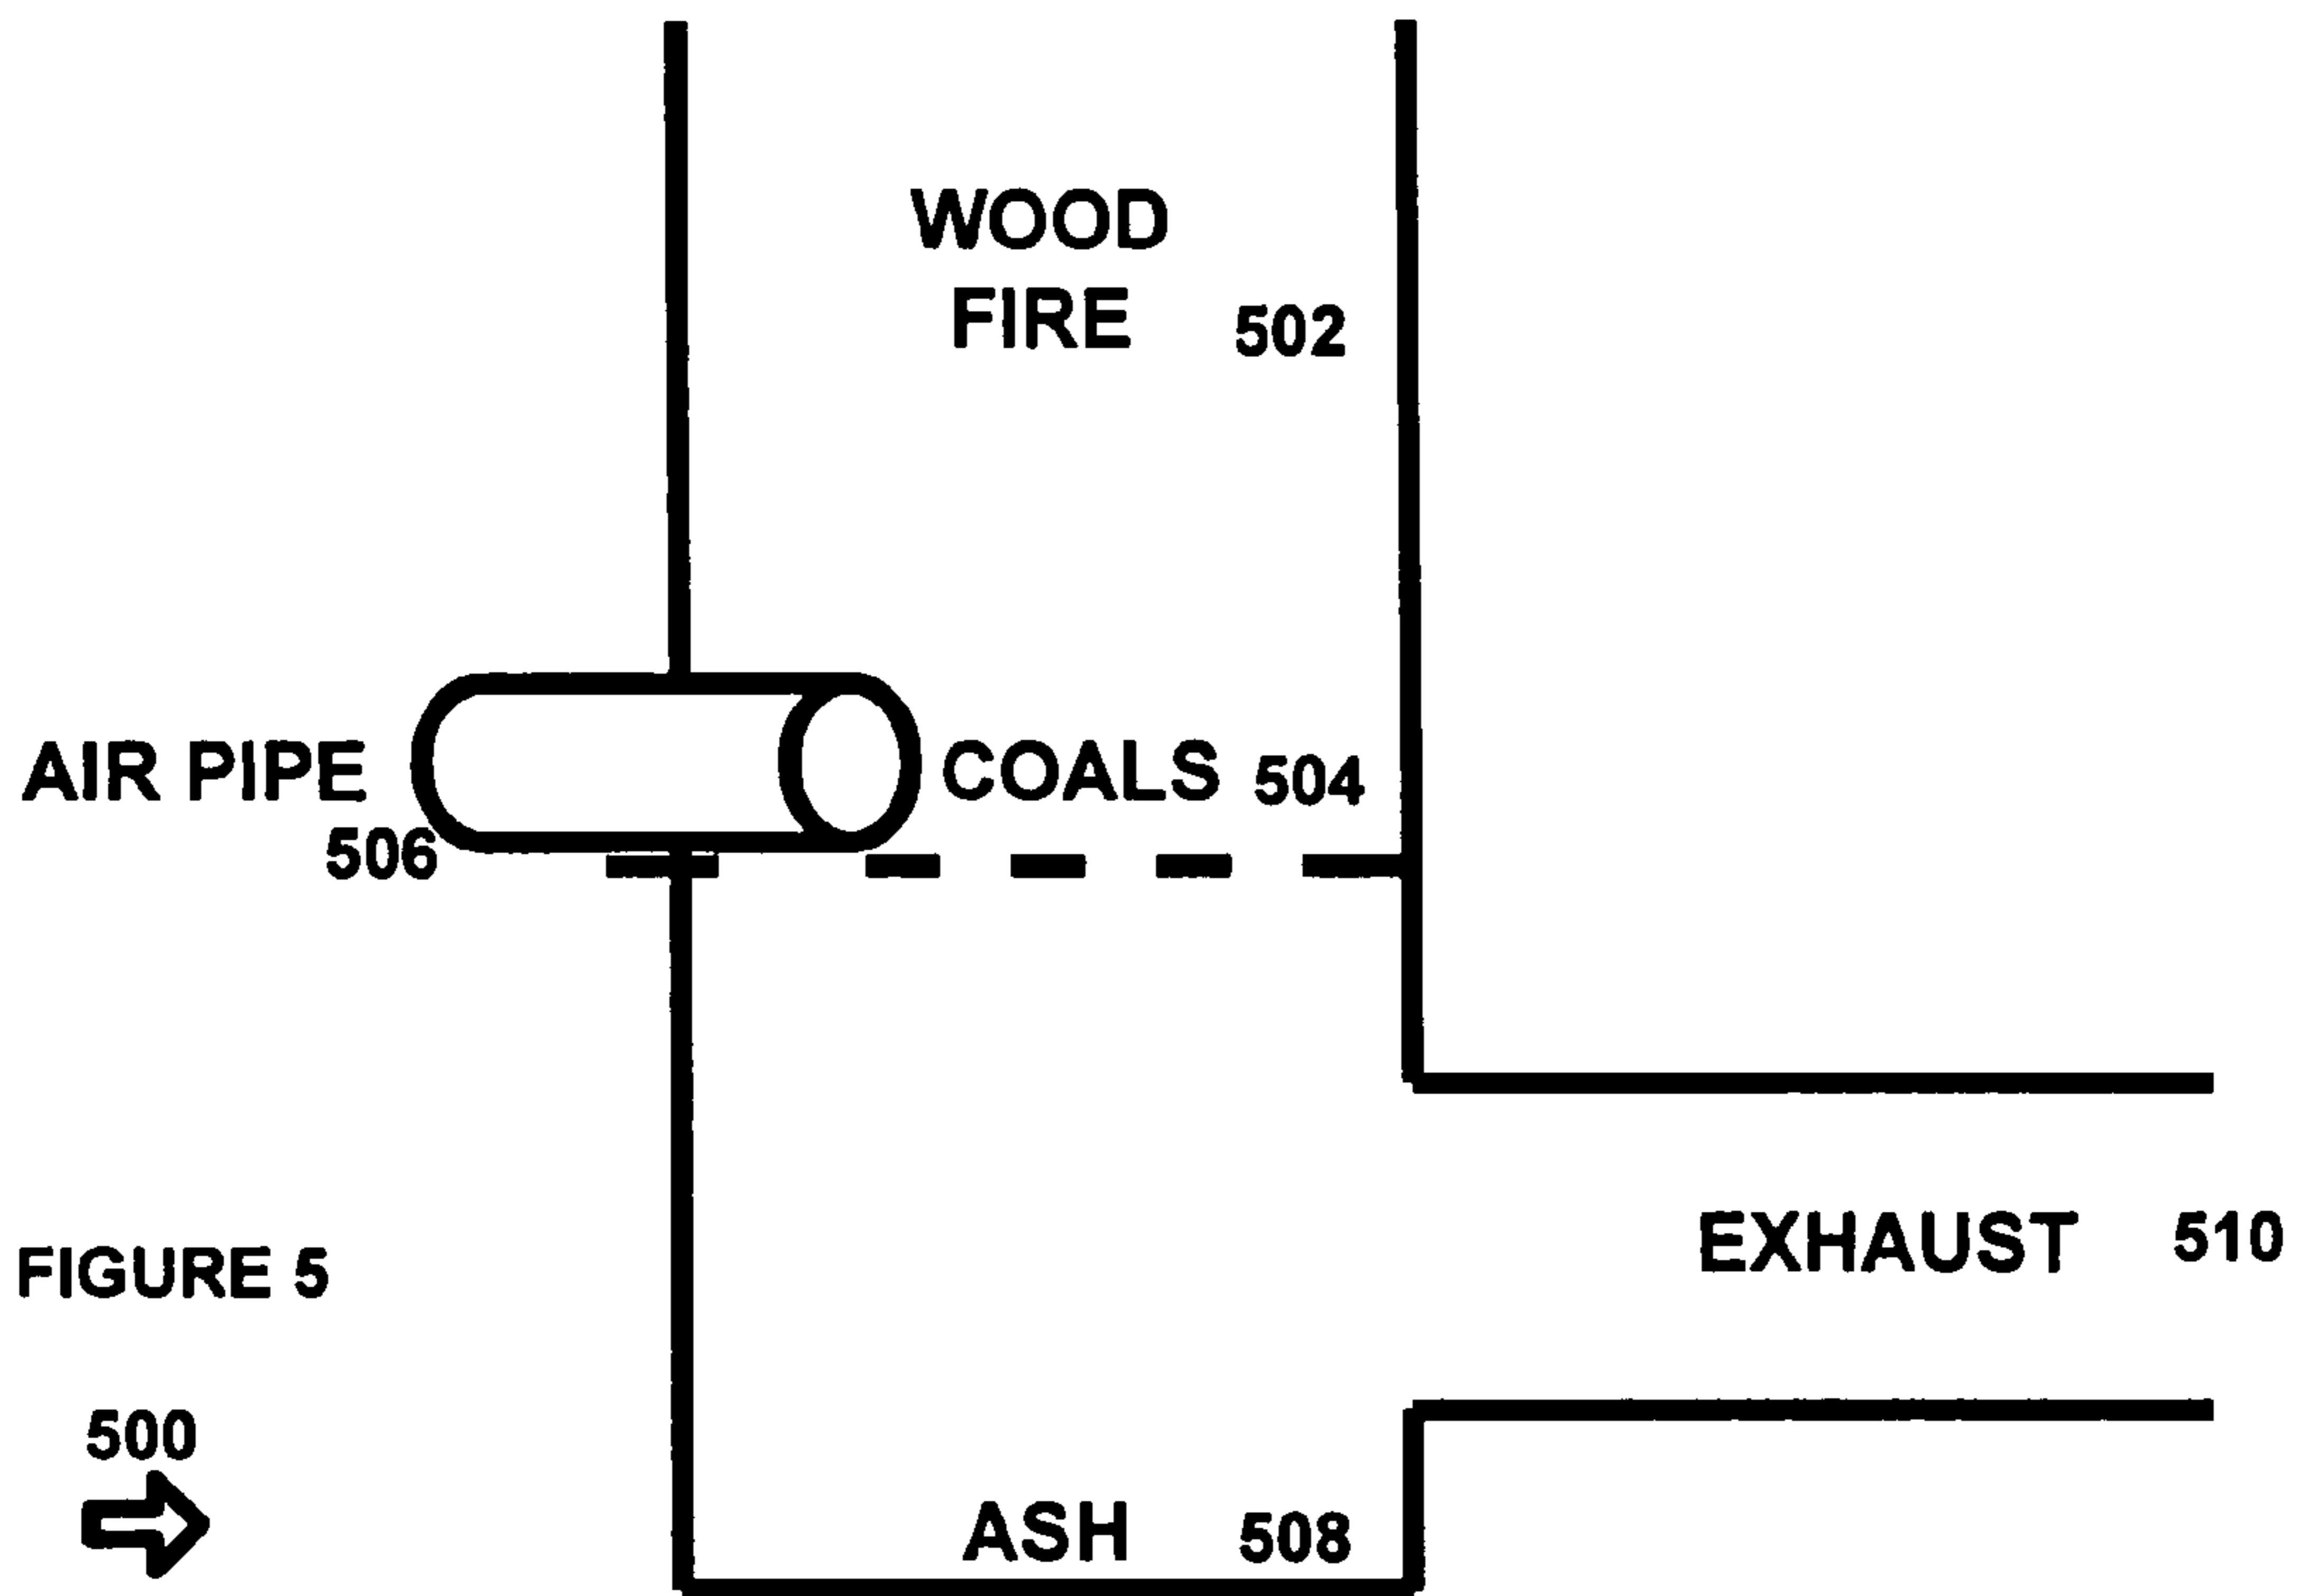 WOOD
FIRE 502
AIR PIPE
506
COALS 504
FIGURE 5
EXHAUST 510
500
ASH 508